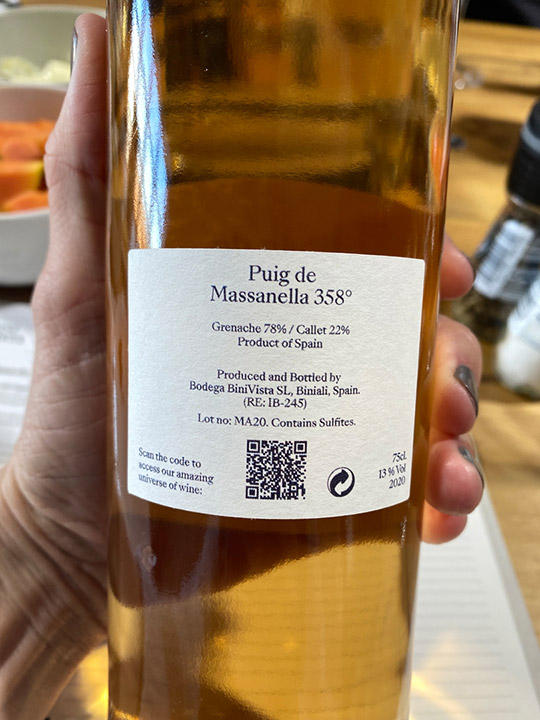 Puig de
Massanella 358°
Grenache 78% / Callet 22%
Product of Spain
Produced and Bottled by
Bodega BiniVista SL, Biniali, Spain.
(RE: IB-245)
Lot no: MA20. Contains Sulfites.
Scan the code to
access our amazing
universe of wine:
75cl.
13 % Vol
2020